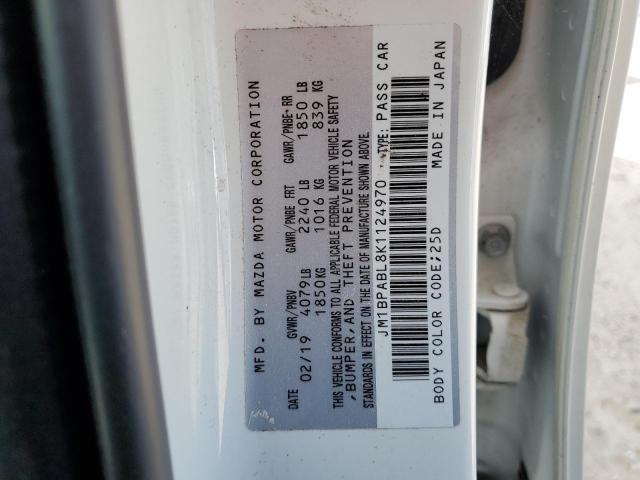 MFD. BY MAZDA MOTOR CORPORATION
DATE GVWR/PNBV GAWR/PNBE FRT GAWR/PNBE RR
02/19 4079LB 2240 LB 1850 LB
1850KG 1016 KG 839 KG
THIS VEHICLE CONFORMS TO ALL APPLICABLE FEDERAL MOTOR VEHICLE SAFETY
,BUMPER,AND THEFT PREVENTION
STANDARDS IN EFFECT ON THE DATE OF MANUFACTURE SHOWN ABOVE.
JM1BPABL8K1124970 TYPE: PASS CAR
BODY COLOR CODE;25D MADE IN JAPAN